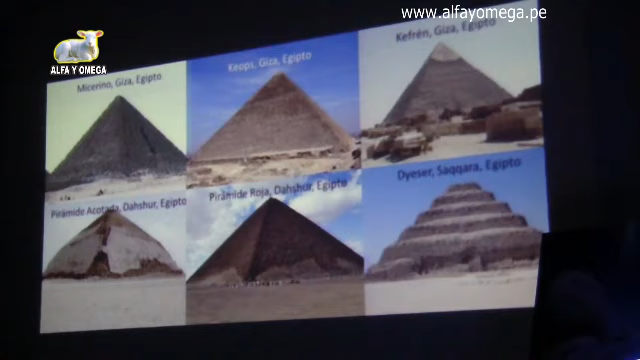 www.alfayomega.pe
ALFA Y OMEGA
Micerino, Giza, Egipto
Keops, Giza, Egipto
Kefrén, Giza, Egipto
Pirámide Acotada, Dahshur, Egipto
Pirámide Roja, Dahshur, Egipto
Dyeser, Saqqara, Egipto